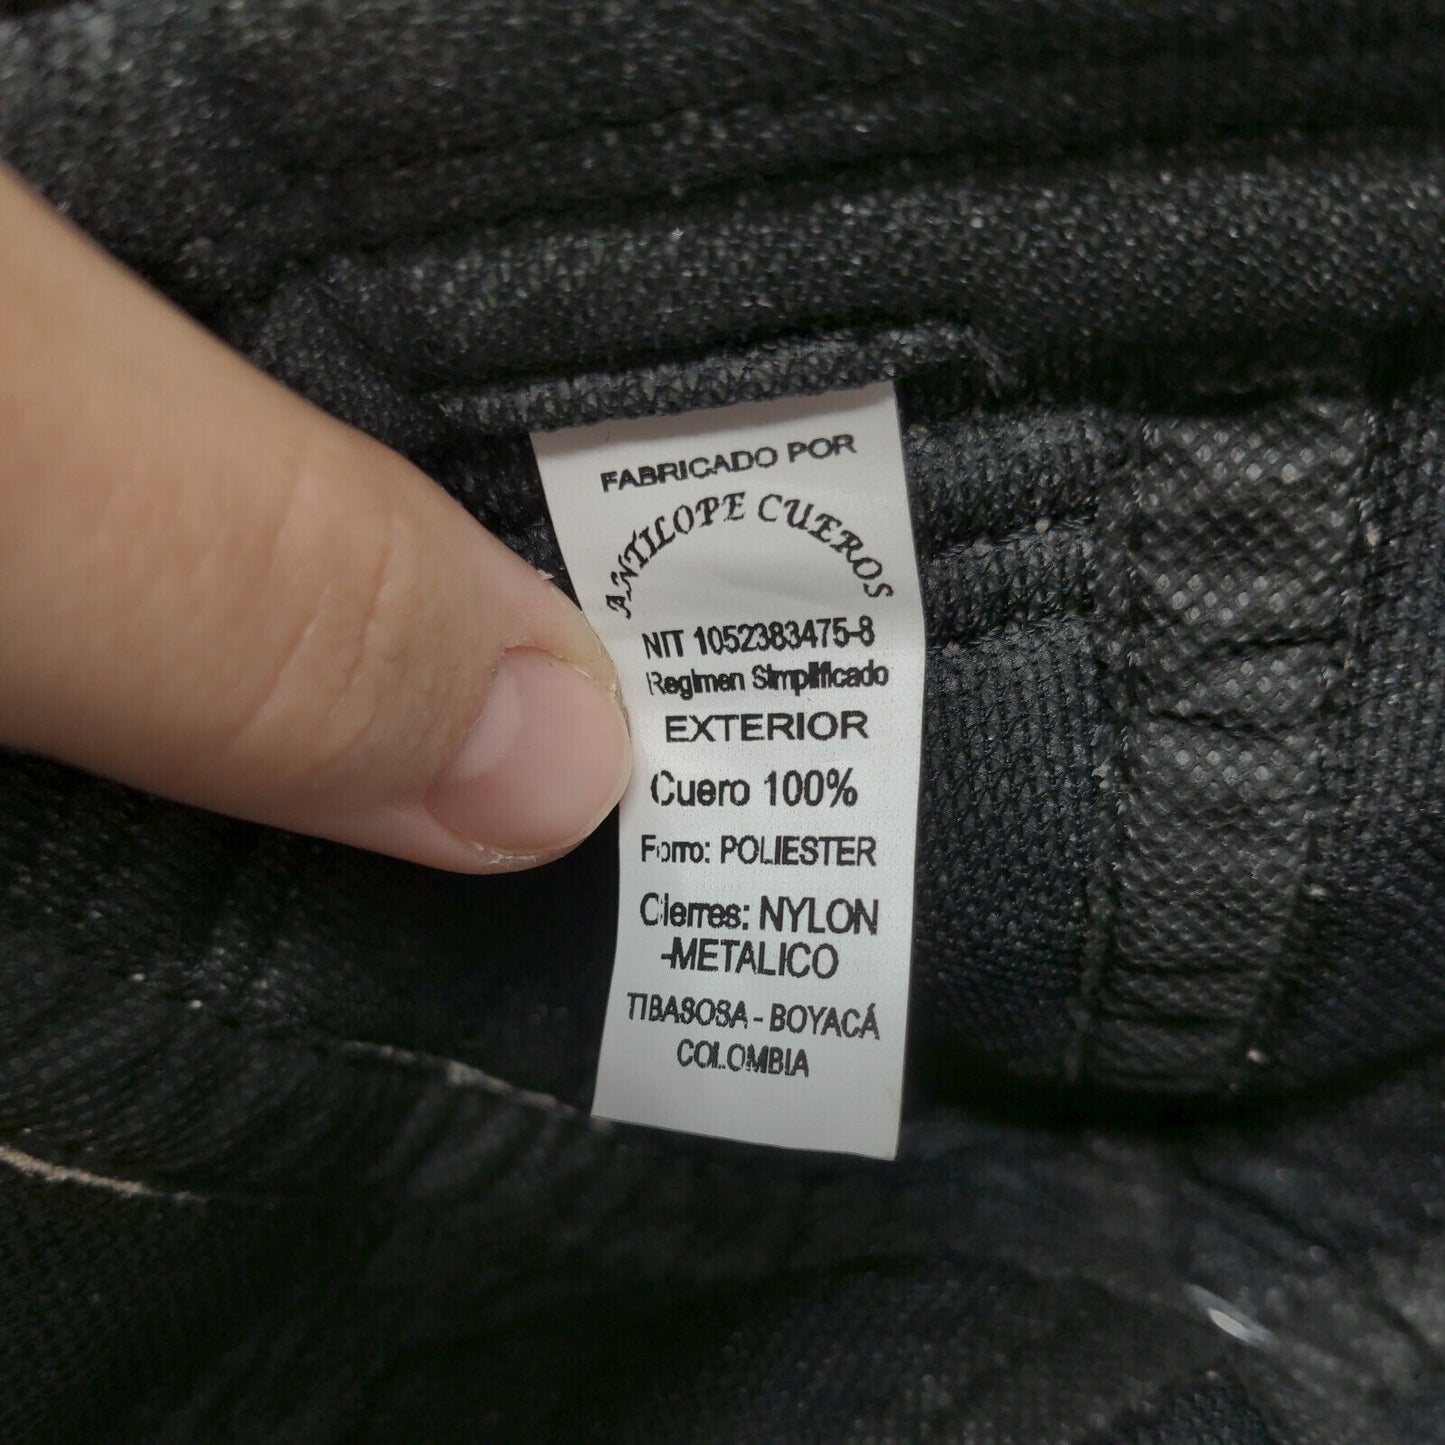 FABRICADO POR
ANTILOPE CUEROS
NIT 1052383475-8
Regimen Simplificado
EXTERIOR
Cuero 100%
Forro: POLIESTER
Cierres: NYLON
-METALICO
TIBASOSA - BOYACÁ
COLOMBIA